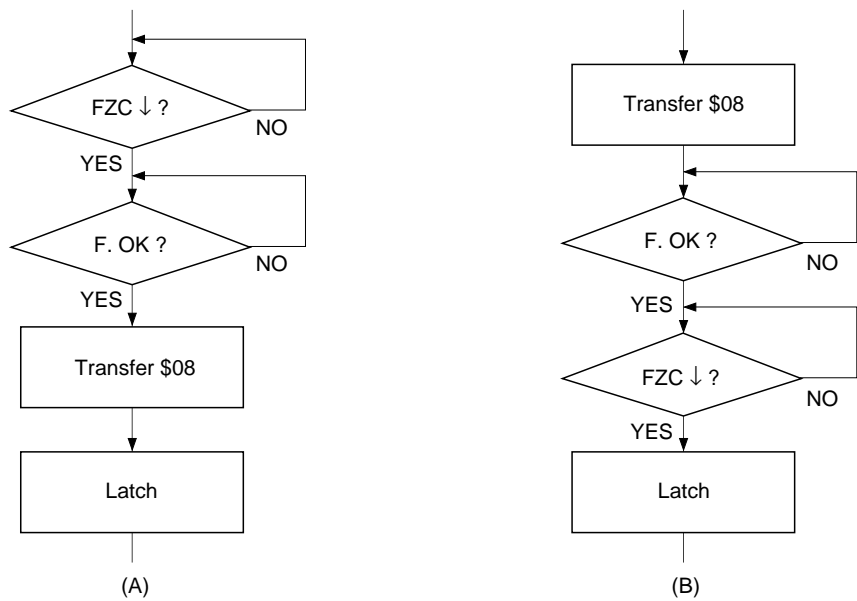 FZC ↓ ?
NO
YES
F. OK ?
NO
YES
Transfer $08
Latch
(A)
Transfer $08
F. OK ?
NO
YES
FZC ↓ ?
NO
YES
Latch
(B)